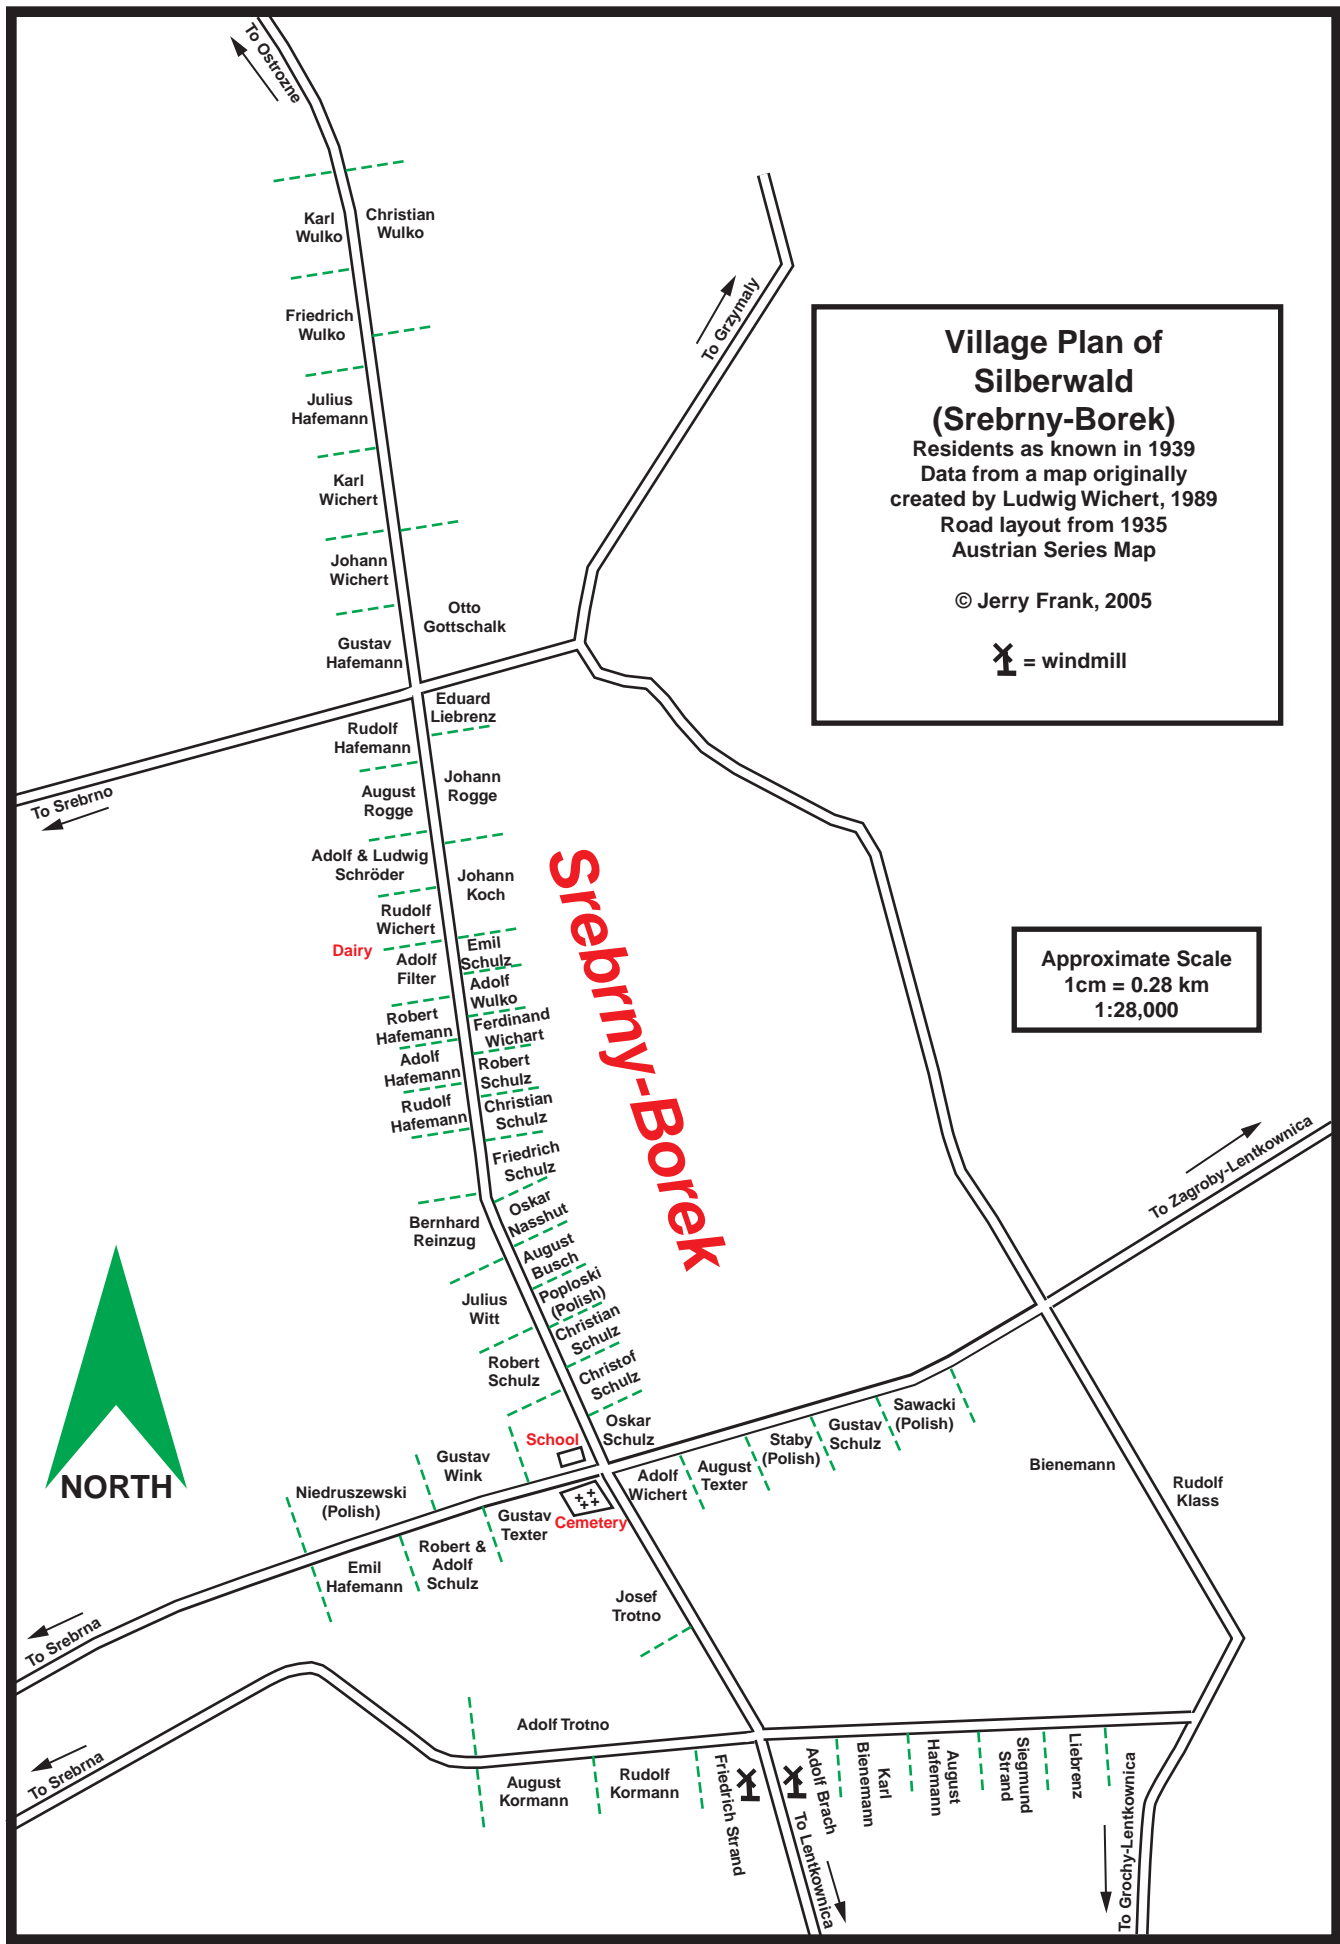 To Ostrozne
Karl
Wulko
Christian
Wulko
Friedrich
Wulko
To Grzymaly
Julius
Hafemann
Karl
Wichert
Johann
Wichert
Otto
Gottschalk
Gustav
Hafemann
Village Plan of
Silberwald
(Srebrny-Borek)
Residents as known in 1939
Data from a map originally
created by Ludwig Wichert, 1989
Road layout from 1935
Austrian Series Map
© Jerry Frank, 2005
= windmill
Eduard
Liebrenz
Rudolf
Hafemann
To Srebrno
August
Rogge
Johann
Rogge
Adolf & Ludwig
Schröder
Johann
Koch
Rudolf
Wichert
Dairy
Adolf
Filter
Emil
Schulz
Adolf
Wulko
Robert
Hafemann
Ferdinand
Wichart
Adolf
Hafemann
Robert
Schulz
Rudolf
Hafemann
Christian
Schulz
Friedrich
Schulz
Srebrny-Borek
Approximate Scale
1cm = 0.28 km
1:28,000
To Zagroby-Lentkownica
Bernhard
Reinzug
Oskar
Nasshut
August
Busch
Julius
Witt
Poploski
(Polish)
Christian
Schulz
Robert
Schulz
Christof
Schulz
Oskar
Schulz
NORTH
School
Gustav
Wink
Niedruszewski
(Polish)
Gustav
Texter
Cemetery
Robert &
Adolf
Schulz
Emil
Hafemann
To Srebrna
Adolf
Wichert
August
Texter
Staby
(Polish)
Gustav
Schulz
Sawacki
(Polish)
Bienemann
Rudolf
Klass
Josef
Trotno
Adolf Trotno
To Srebrna
August
Kormann
Rudolf
Kormann
Friedrich Strand
Adolf Brach
To Lentkownica
Karl
Bienemann
August
Hafemann
Siegmund
Strand
Liebrenz
To Grochy-Lentkownica